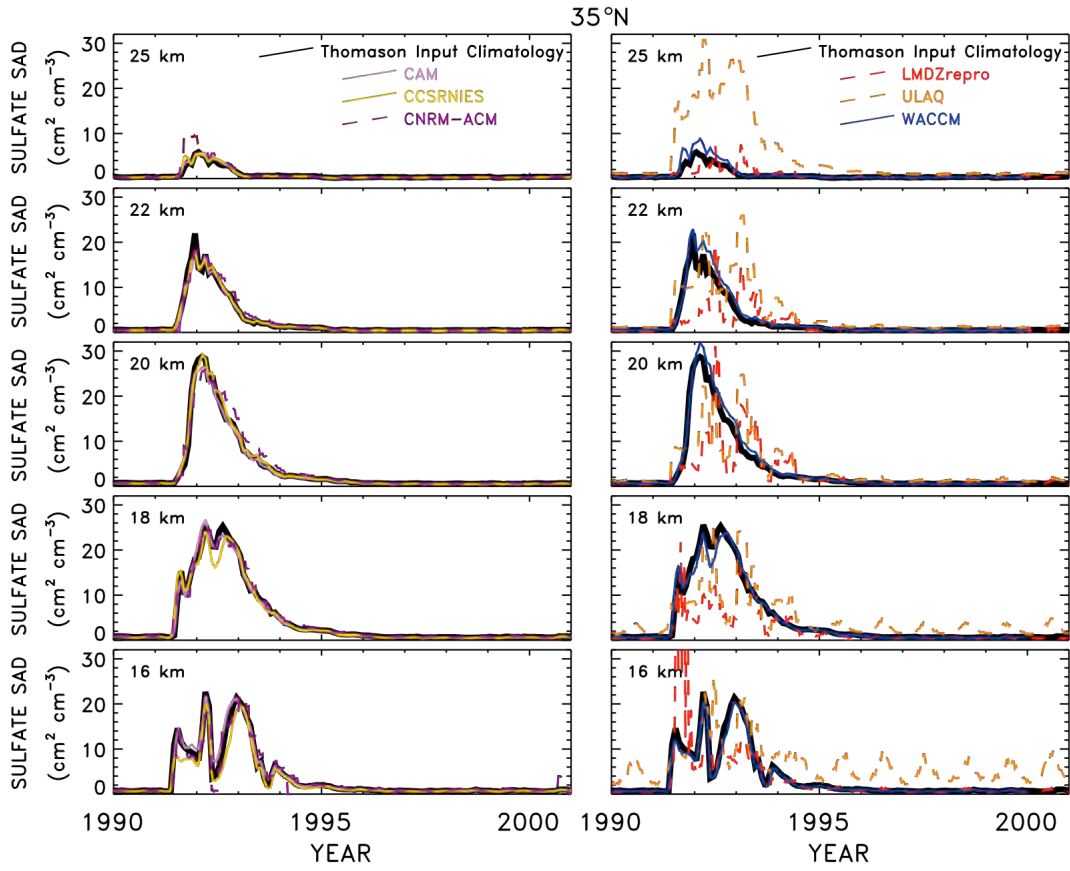 35°N
25 km
Thomason Input Climatology
CAM
CCSRNIES
CNRM-ACM
SULFATE SAD
(cm² cm⁻³)
30
20
10
0
22 km
SULFATE SAD
(cm² cm⁻³)
30
20
10
0
20 km
SULFATE SAD
(cm² cm⁻³)
30
20
10
0
18 km
SULFATE SAD
(cm² cm⁻³)
30
20
10
0
16 km
SULFATE SAD
(cm² cm⁻³)
30
20
10
0
1990 1995 2000
YEAR
25 km
Thomason Input Climatology
LMDZrepro
ULAQ
WACCM
22 km
20 km
18 km
16 km
1990 1995 2000
YEAR